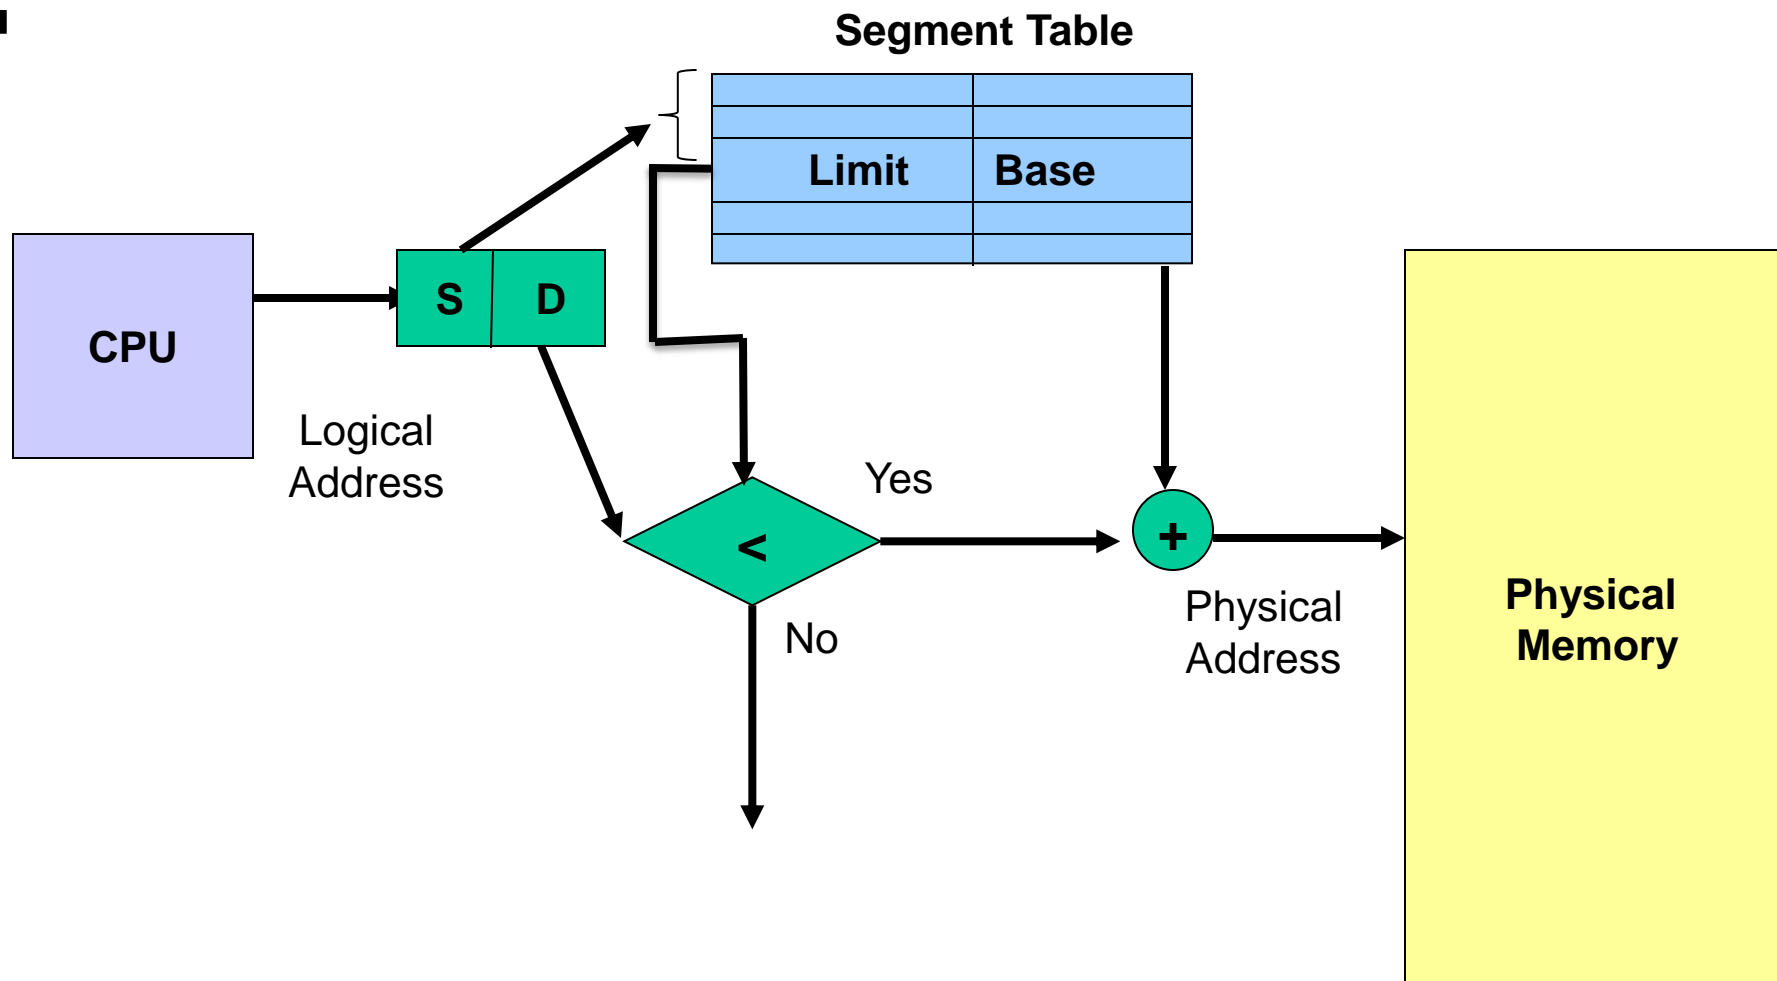 Segment Table
Limit Base
S D
CPU
Logical
Address
Yes
<
+
No
Physical
Address
Physical
Memory